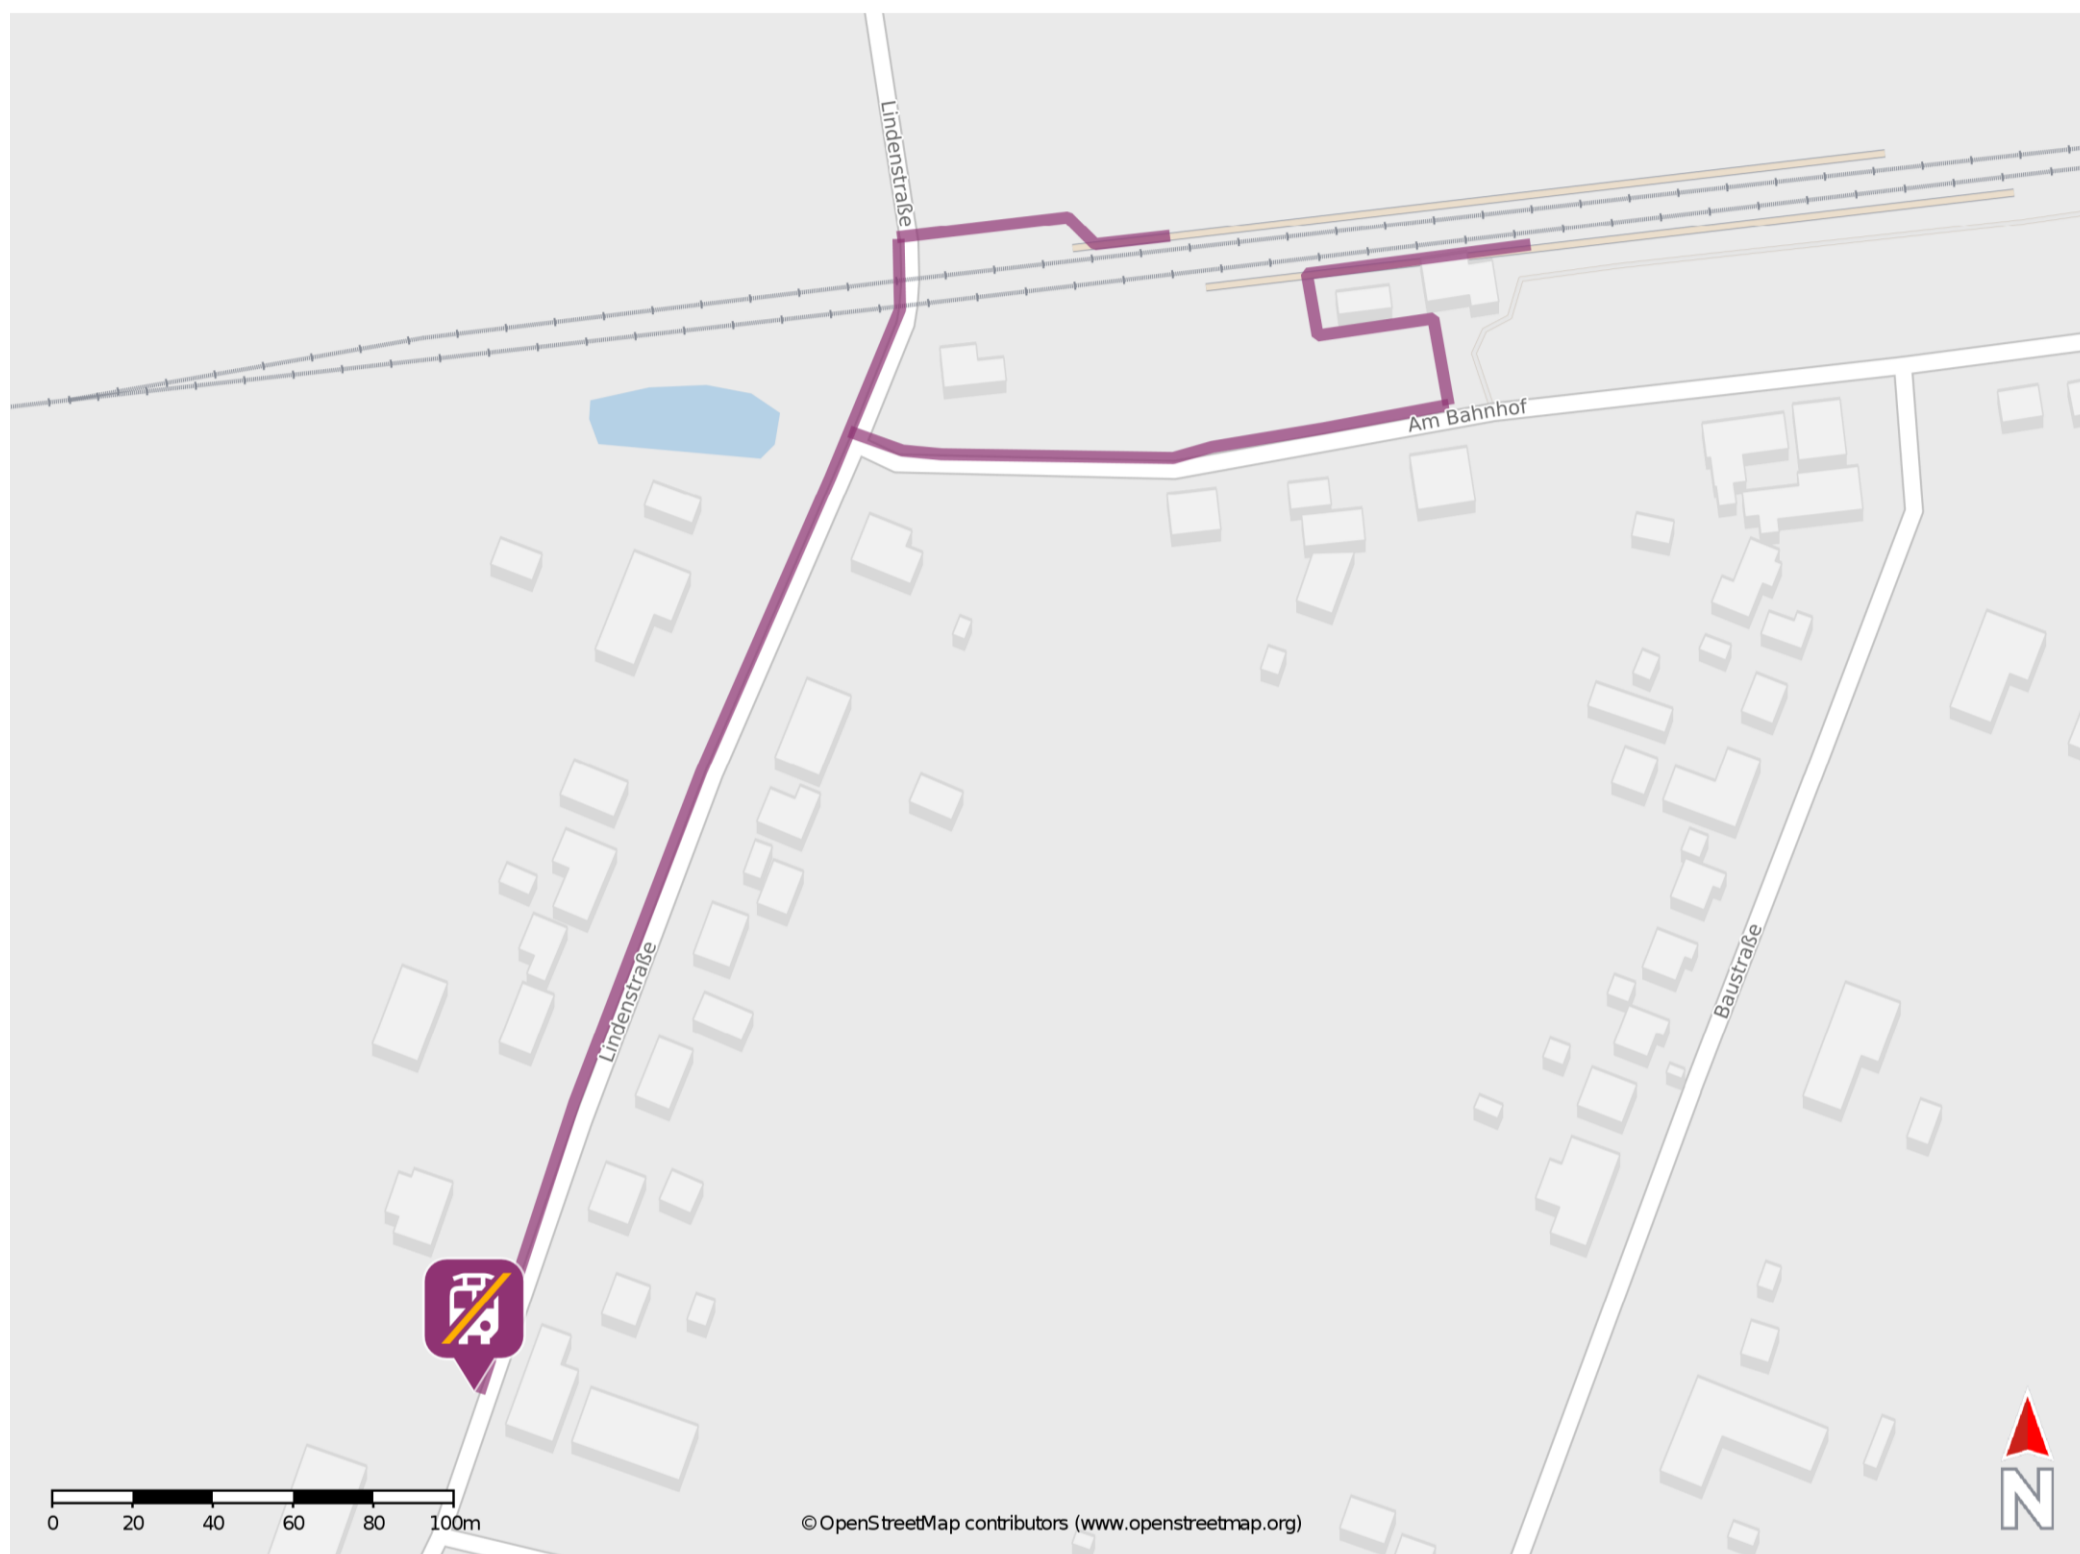 Lindenstraße
Am Bahnhof
Lindenstraße
Baustraße
0 20 40 60 80 100m
©OpenStreetMap contributors (www.openstreetmap.org)
N